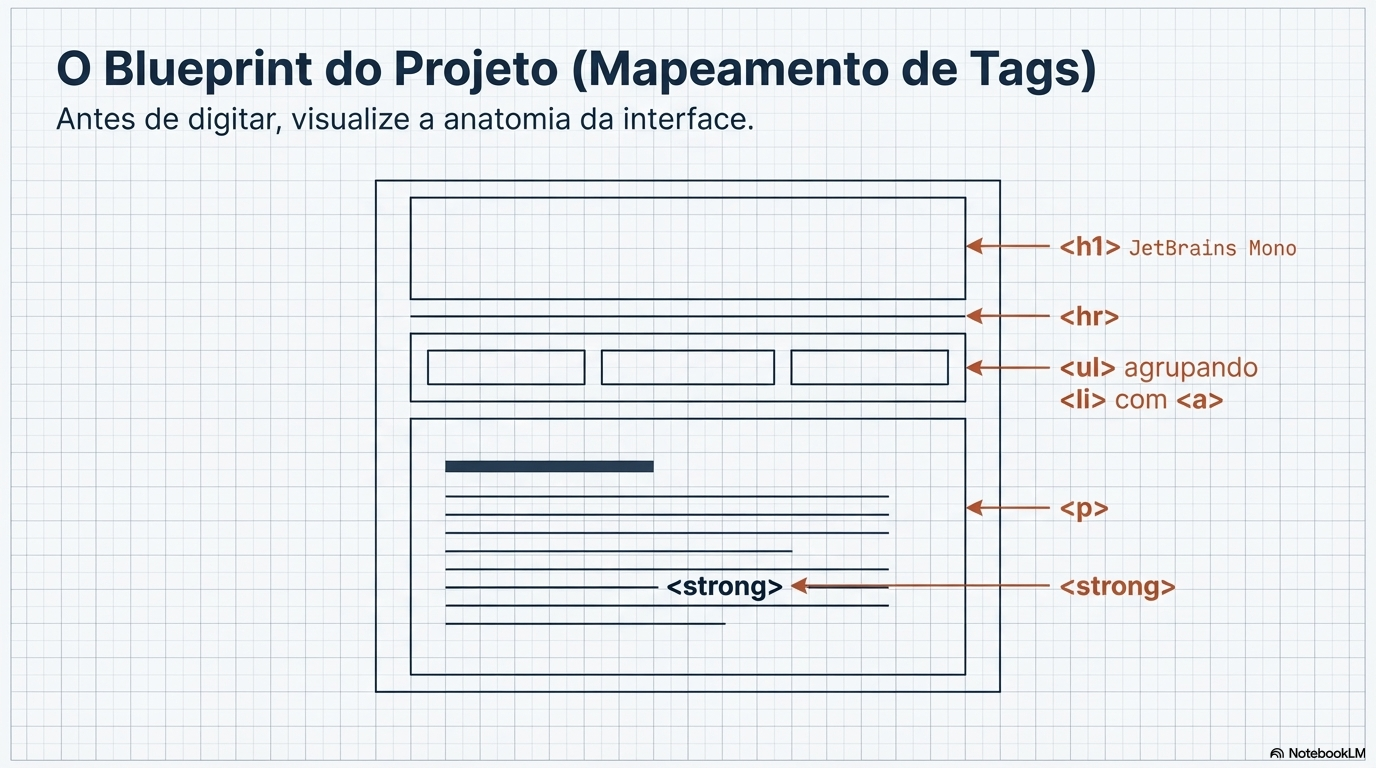 O Blueprint do Projeto (Mapeamento de Tags)
Antes de digitar, visualize a anatomia da interface.
<h1> JetBrains Mono
<hr>
<ul> agrupando
<li> com <a>
<p>
<strong> <strong>
NotebookLM